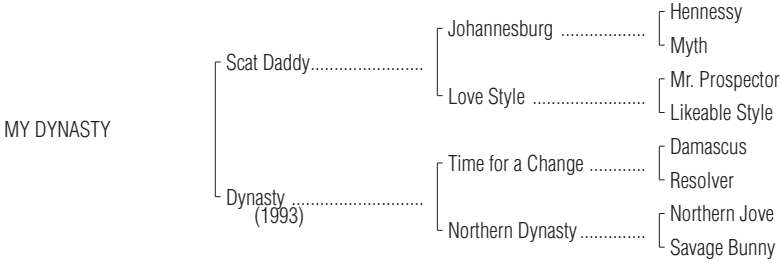 Hennessy
Johannesburg ..................
Myth
Scat Daddy........................
Mr. Prospector
Love Style ........................
Likeable Style
MY DYNASTY
Damascus
Time for a Change ............
Resolver
Dynasty ............................
(1993)
Northern Jove
Northern Dynasty ..............
Savage Bunny